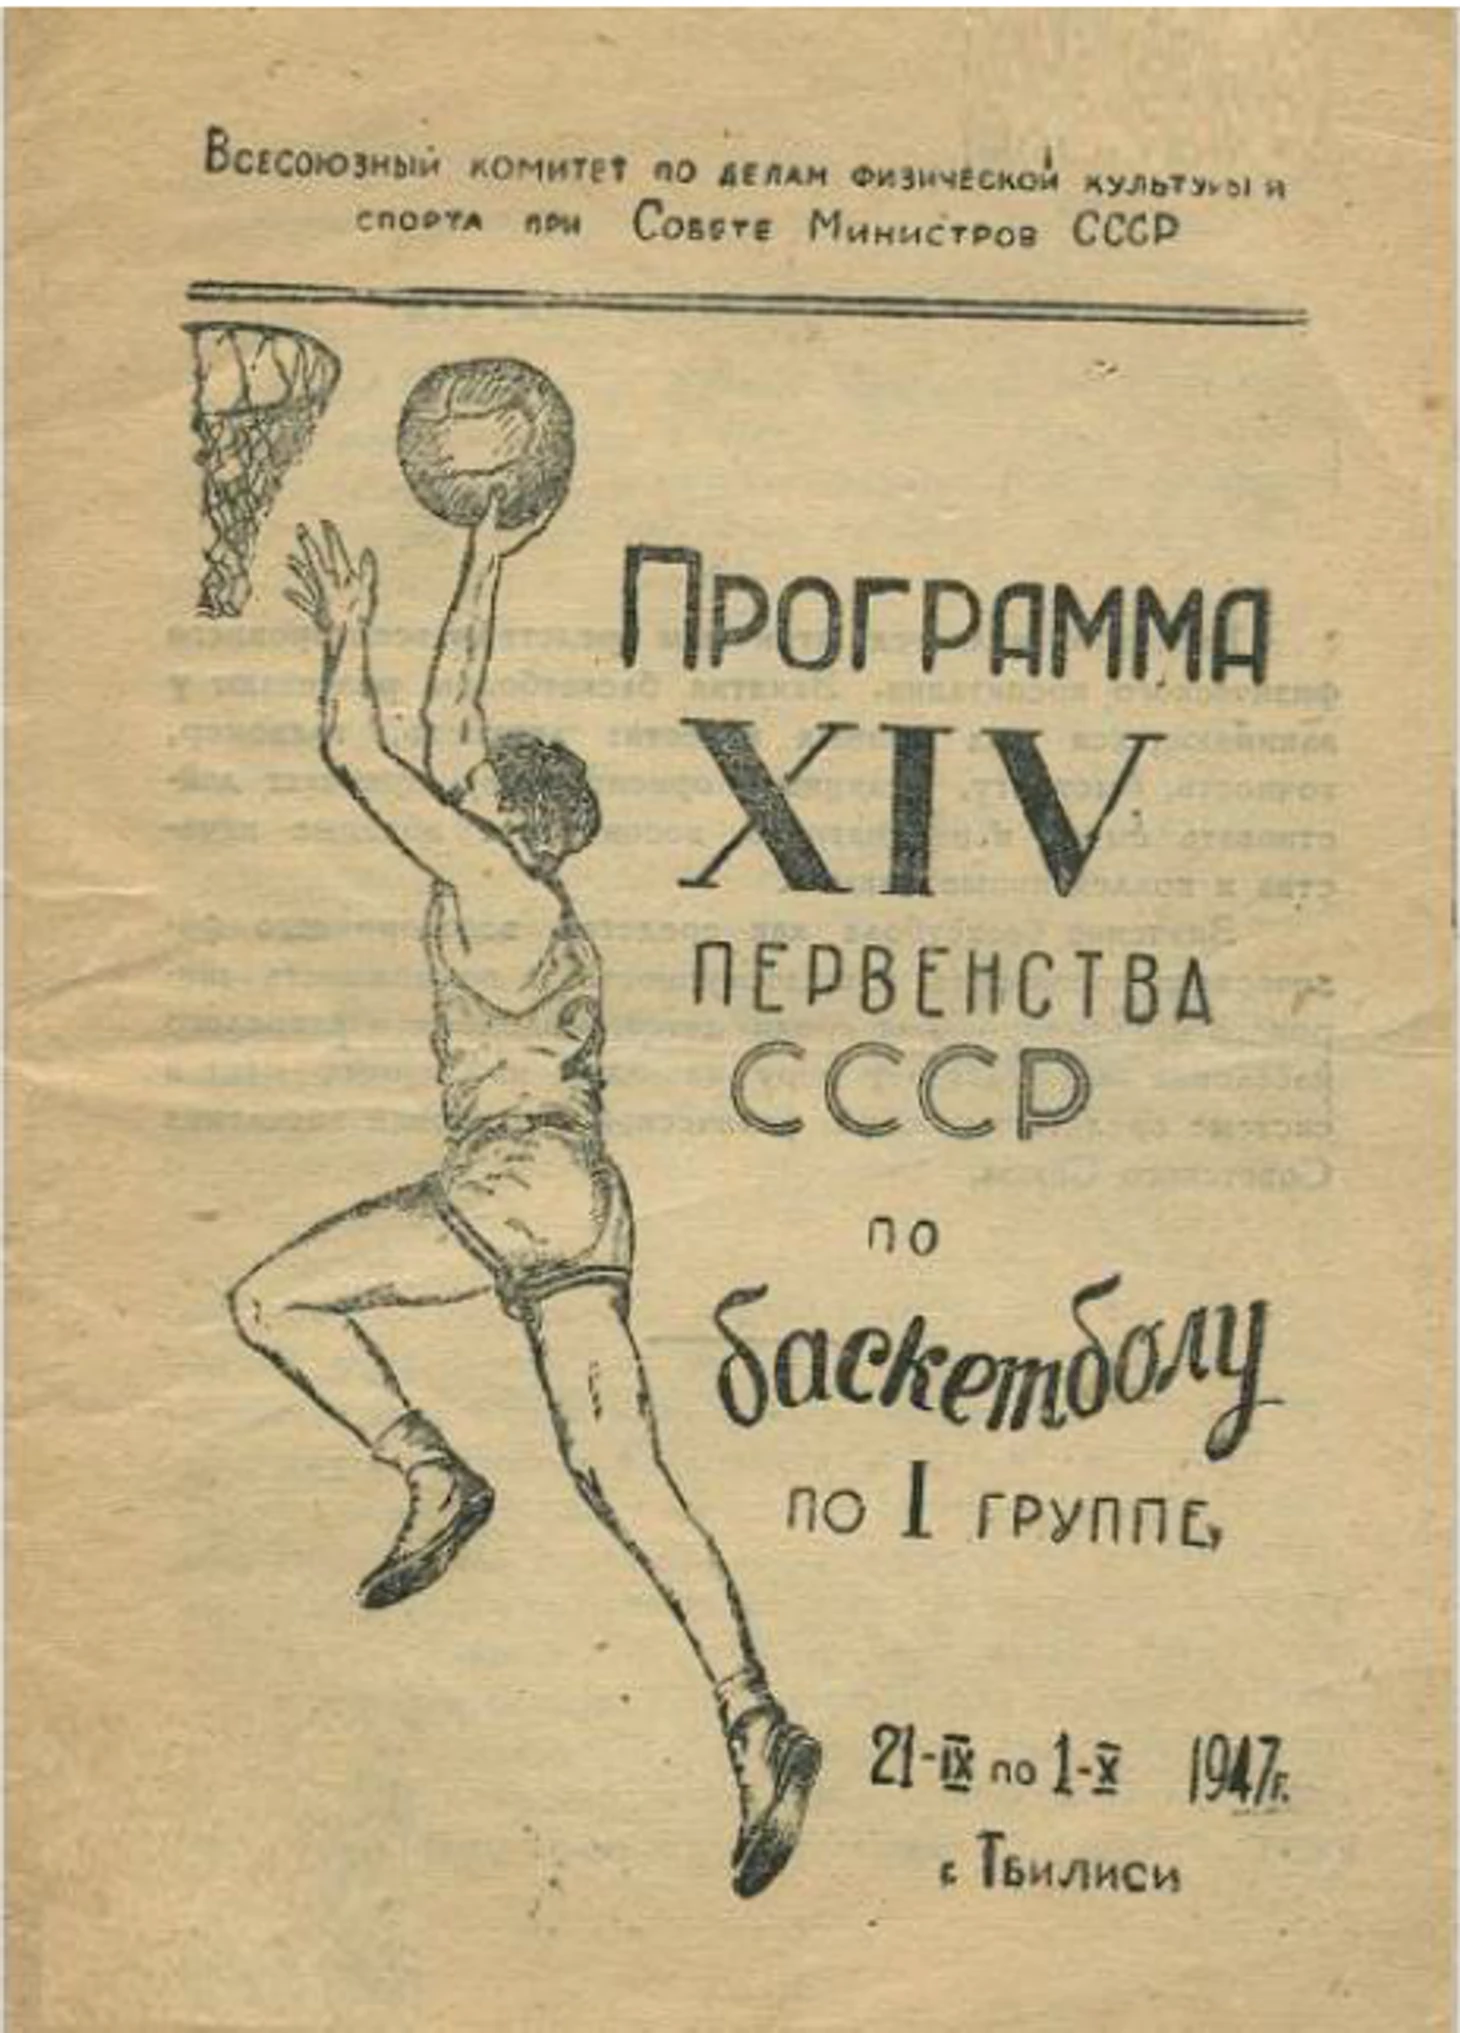 Всесоюзный комитет по делам физической культуры и
спорта при Совете Министров СССР
Программа
XIV
первенства
СССР
по
баскетболу
по I группе,
21-IX по 1-X 1947г.
г Тбилиси